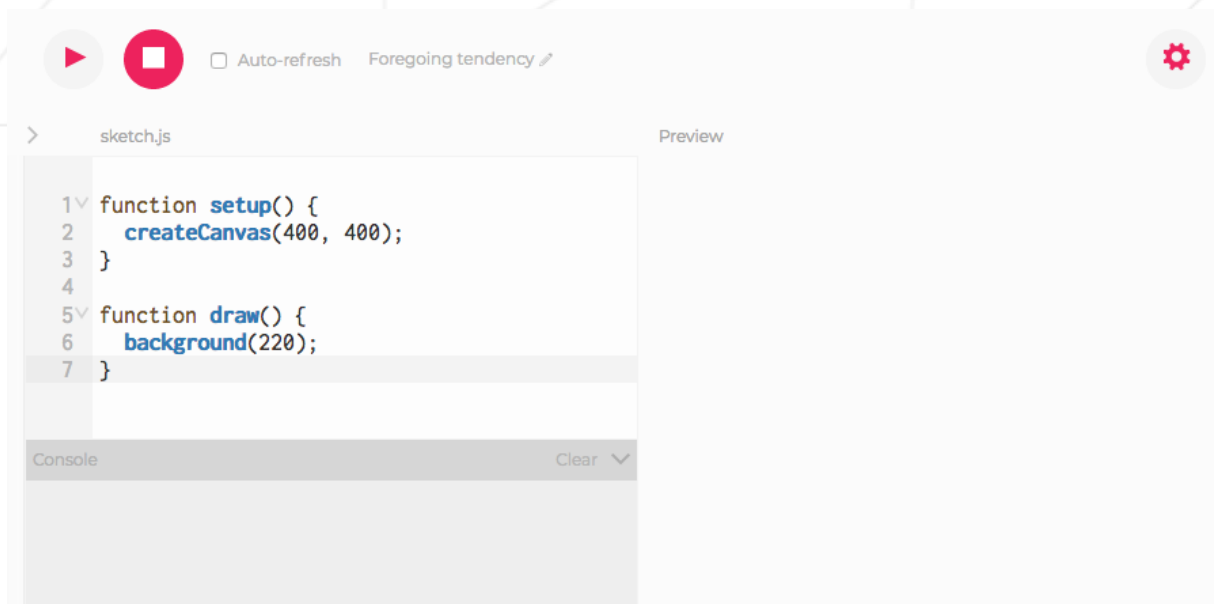 Auto-refresh Foregoing tendency
sketch.js
Preview
1 function setup() {
2   createCanvas(400, 400);
3 }
4
5 function draw() {
6   background(220);
7 }
Console
Clear